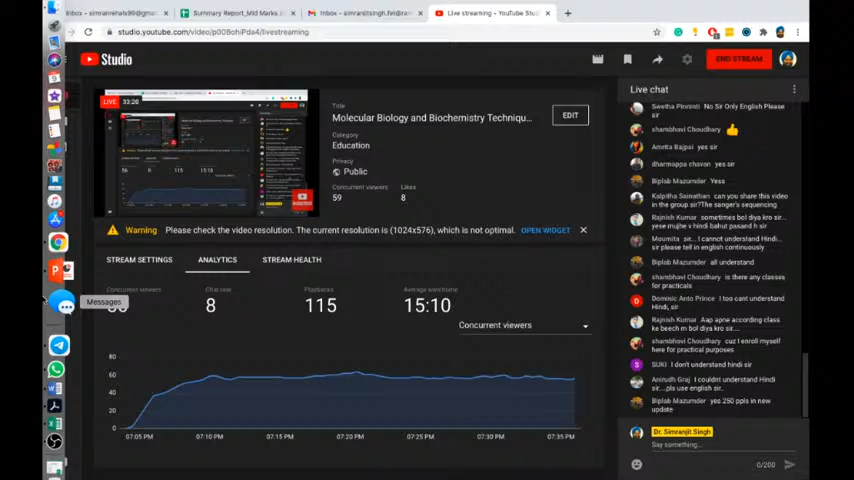 Inbox - simranrehals99@gmail
Summary Report_Mid Marks
Inbox - simranjitsingh.fei@ram
Live streaming - YouTube Stu
studio.youtube.com/video/p00BohiPda4/livestreaming
Studio
END STREAM
LIVE 33:20
Title
Molecular Biology and Biochemistry Techniqu...
EDIT
Category
Education
Privacy
Public
Concurrent viewers
Likes
59
8
Warning Please check the video resolution. The current resolution is (1024x576), which is not optimal. OPEN WIDGET
STREAM SETTINGS
ANALYTICS
STREAM HEALTH
Messages
Concurrent viewers
Chat rate
Playbacks
Average watchtime
8
115
15:10
Concurrent viewers
80
60
40
20
0
07:05 PM
07:10 PM
07:15 PM
07:20 PM
07:25 PM
07:30 PM
07:35 PM
Live chat
Swetha Plominti No Sir Only English Please
sir
shambhavi Choudhary
Amrita Bajpai yes sir
dharmappa chavan yes sir
Biplab Mazumder Yess
Kalpitha Sainathan can you share this video
in the group sir?The sanger's sequencing
Rajnish Kumar sometimes bol diya kro sir...
yese mujhe v hindi bahut pasand h sir
Moumita sir... I cannot understand Hindi...
sir please tell in english continuously
Biplab Mazumder all understand
shambhavi Choudhary is there any classes
for practicals
Dominic Anto Prince I too cant understand
Hindi sir
Rajnish Kumar Aap apne according class
ke beech m bol diya kro sir....
shambhavi Choudhary cuz I enroll myself
here for practical purposes
SUKI I don't understand hindi sir
Anirudh Graj I couldnt understand Hindi
sir....pls use english sir..
Biplab Mazumder yes 250 ppls in new
update
Dr. Simranjit Singh
Say something...
0/200